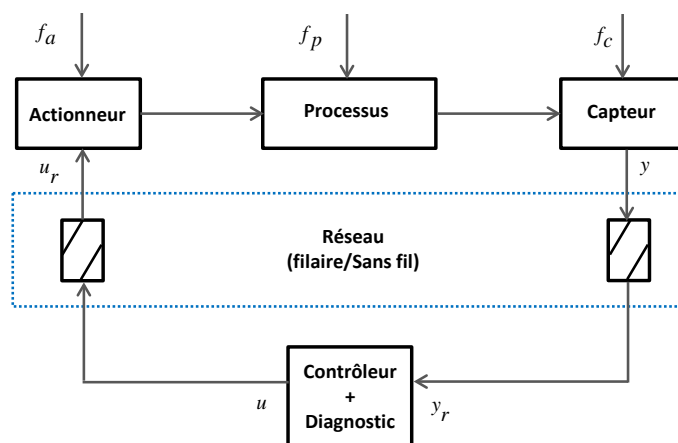 f_a
f_p
f_c
Actionneur
Processus
Capteur
u_r
y
Réseau
(filaire/Sans fil)
Contrôleur
+
Diagnostic
u
y_r